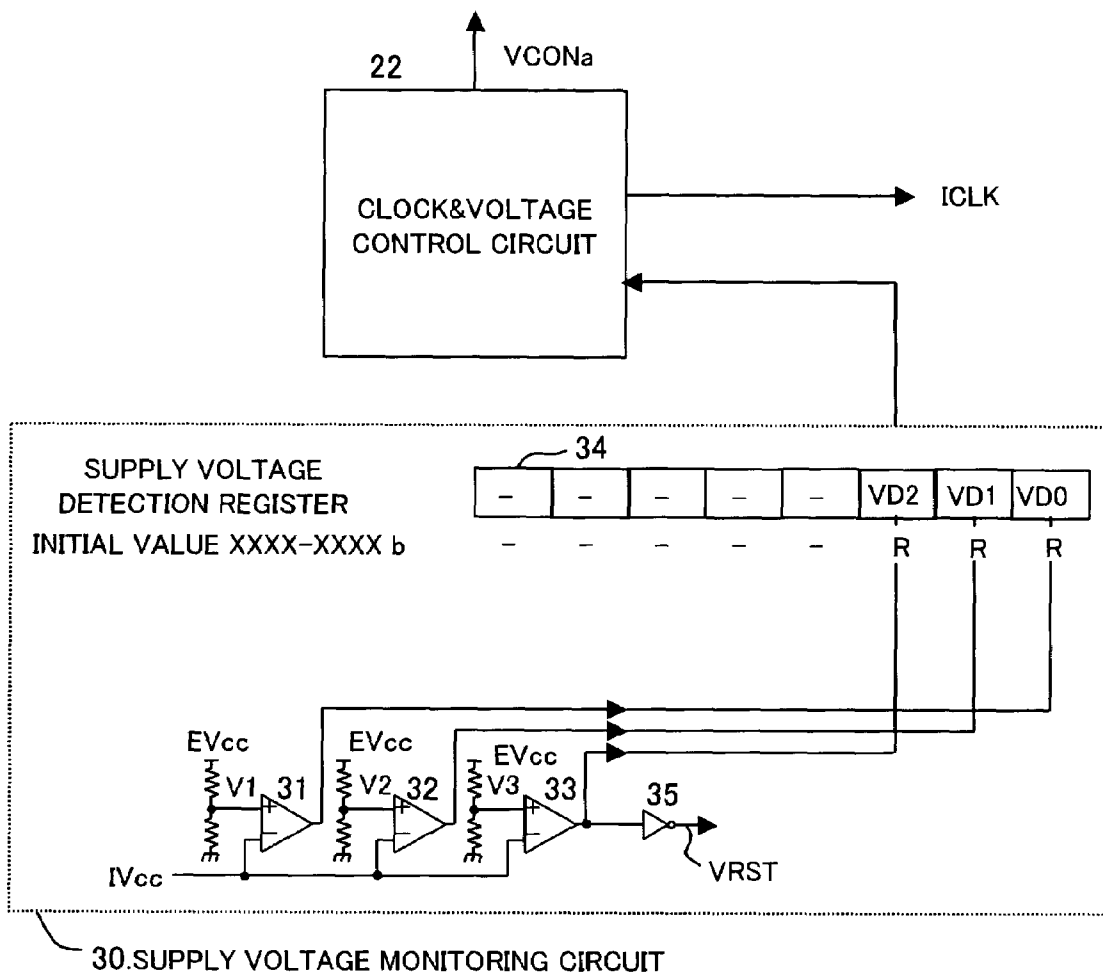 VCONa
22
CLOCK&VOLTAGE
CONTROL CIRCUIT
ICLK
34
SUPPLY VOLTAGE
DETECTION REGISTER
- - - - - VD2 VD1 VD0
INITIAL VALUE XXXX-XXXX b
- - - - - R R R
EVcc EVcc EVcc
V1 31 V2 32 V3 33 35
+ + +
- - -
IVcc
VRST
30.SUPPLY VOLTAGE MONITORING CIRCUIT